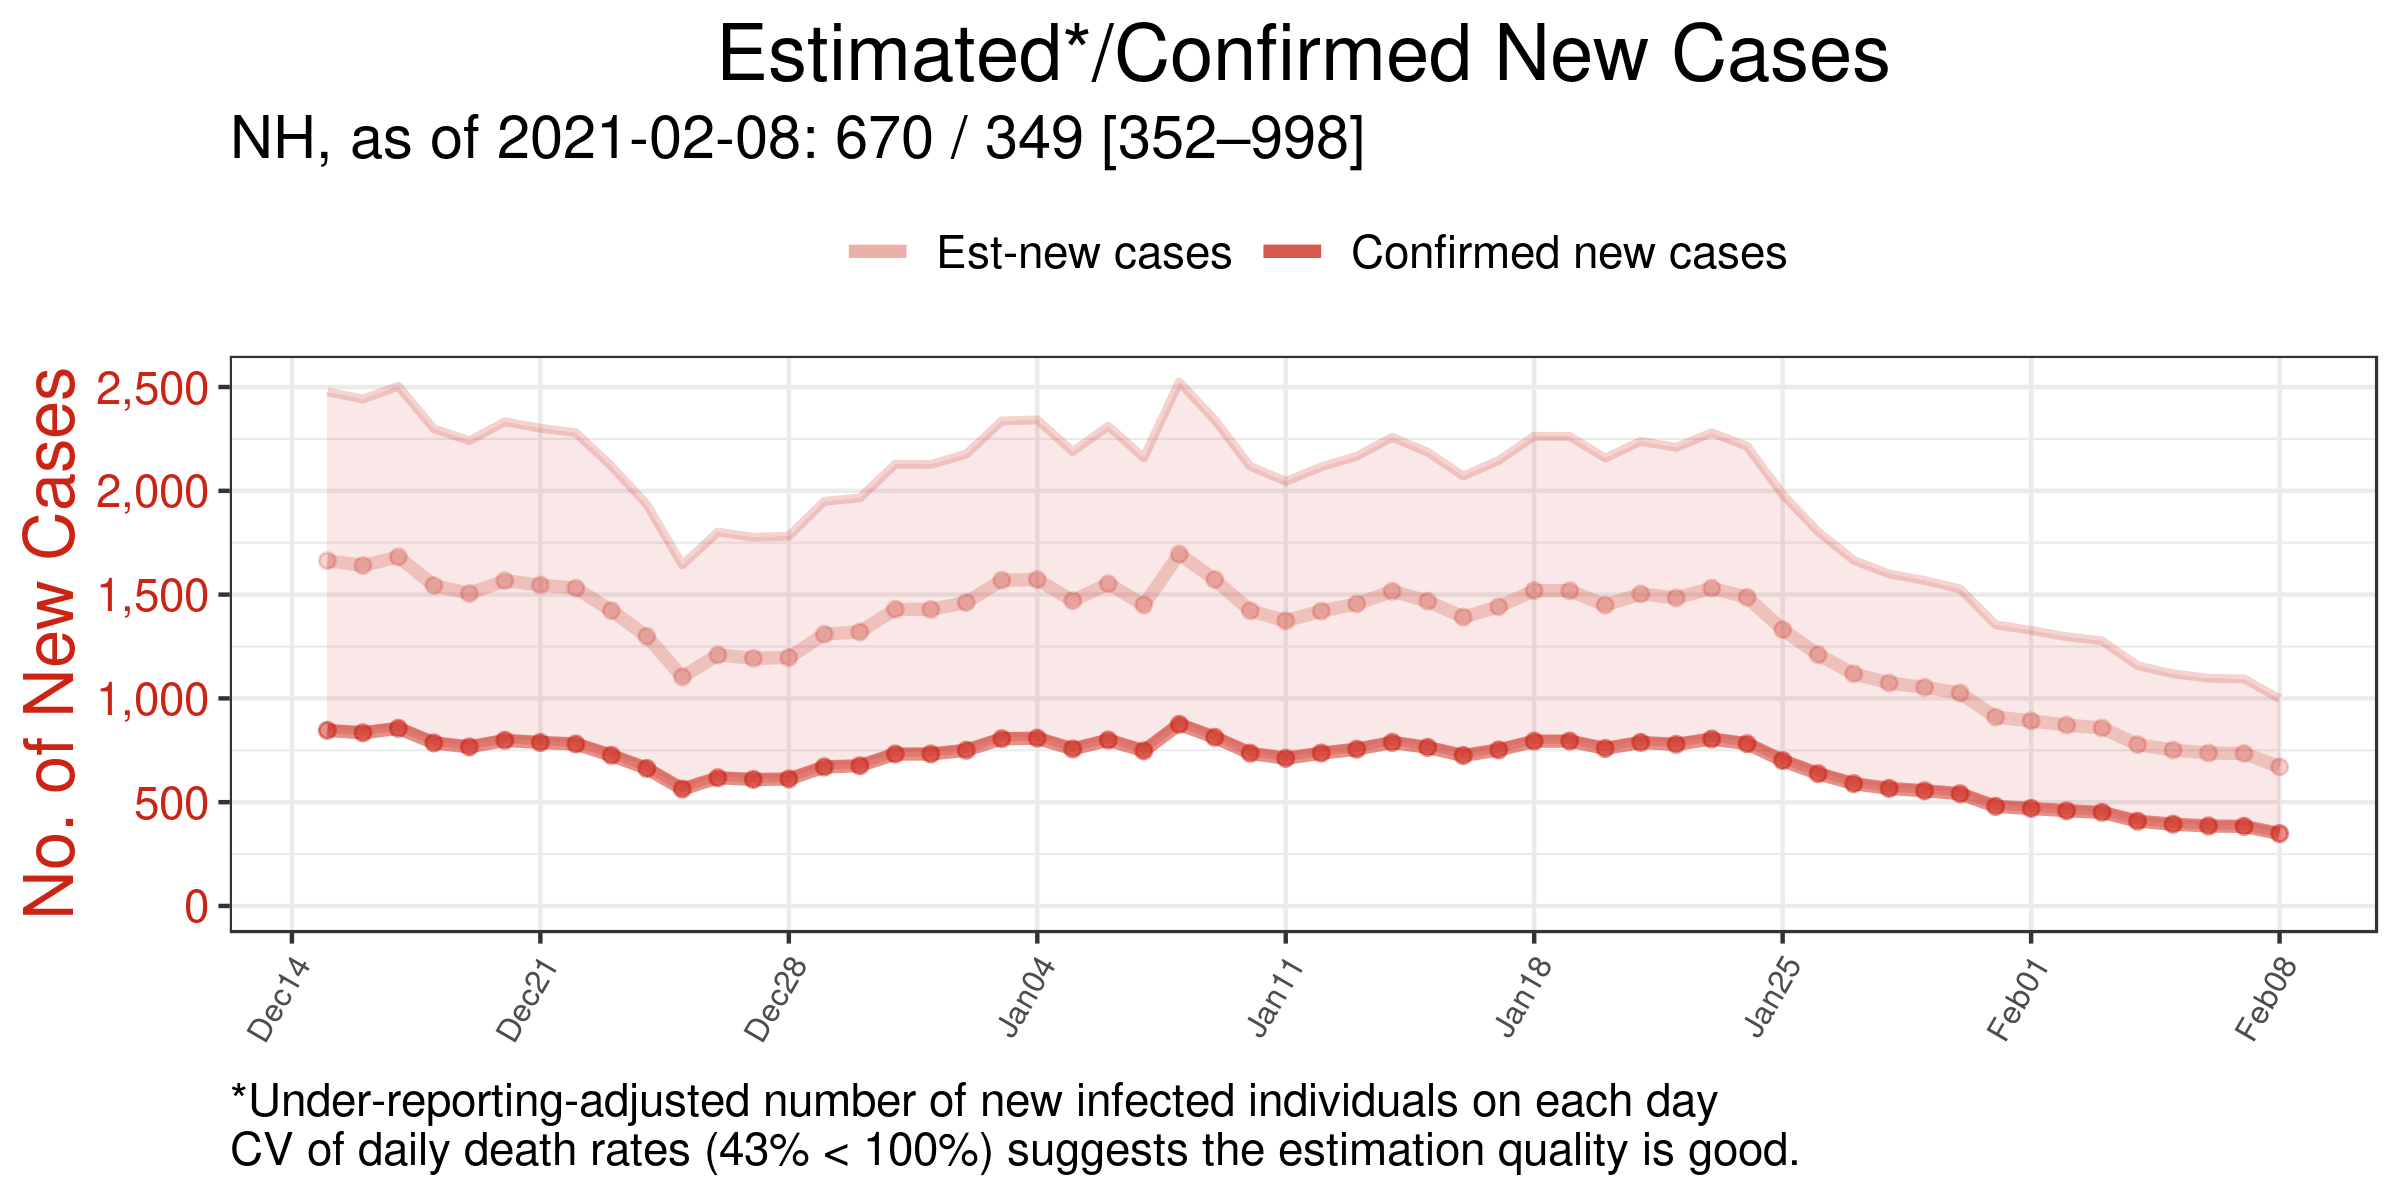 Estimated*/Confirmed New Cases
NH, as of 2021-02-08: 670 / 349 [352–998]
Est-new cases
Confirmed new cases
No. of New Cases
2,500
2,000
1,500
1,000
500
0
Dec14
Dec21
Dec28
Jan04
Jan11
Jan18
Jan25
Feb01
Feb08
*Under-reporting-adjusted number of new infected individuals on each day
CV of daily death rates (43% < 100%) suggests the estimation quality is good.